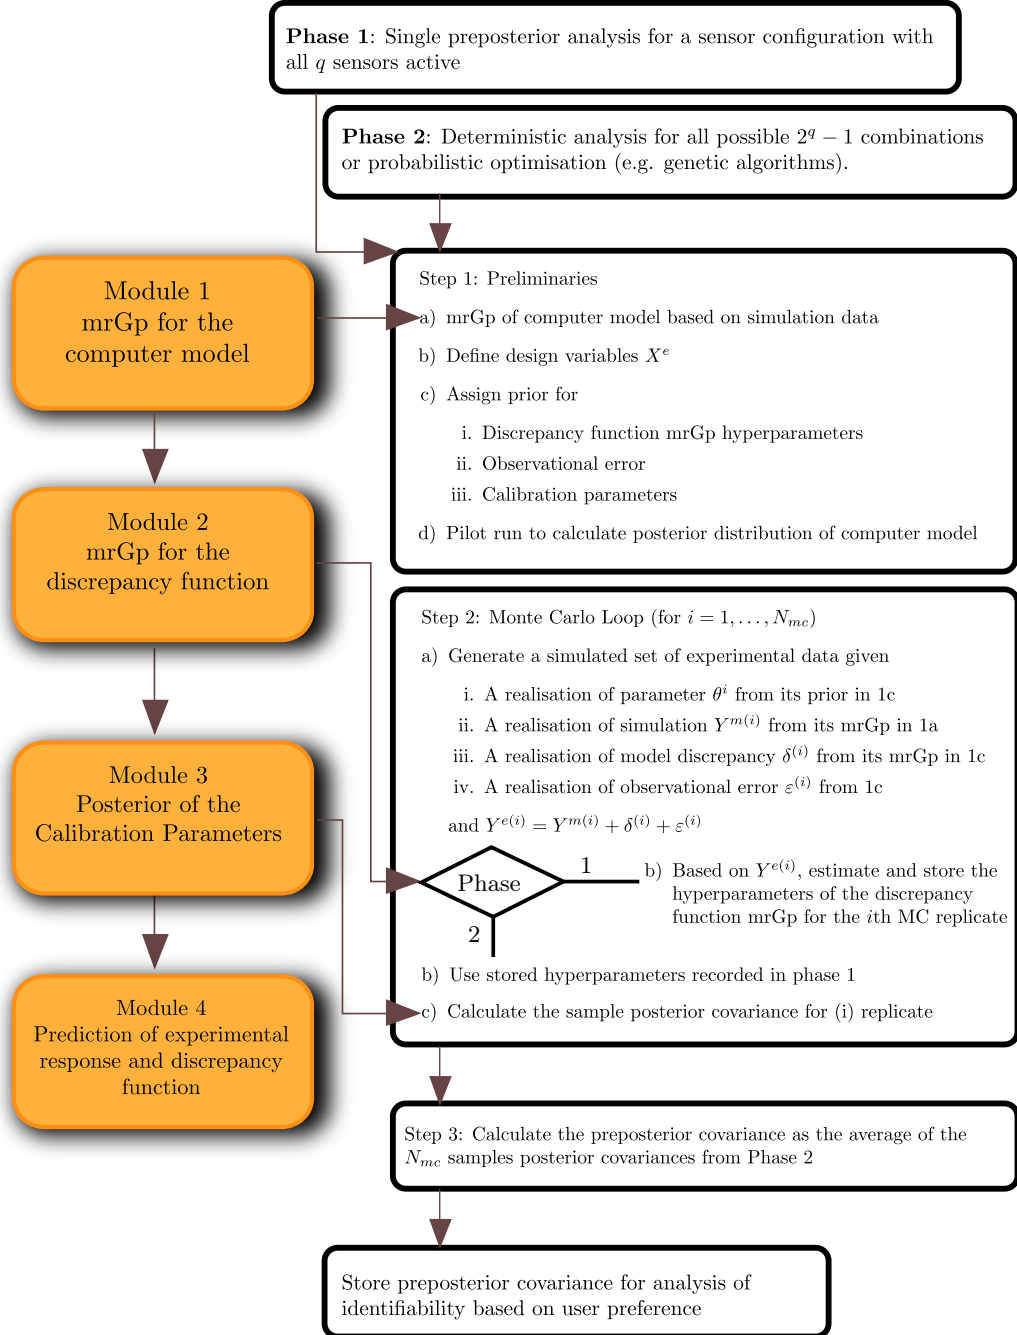 Phase 1: Single preposterior analysis for a sensor configuration with
all q sensors active
Phase 2: Deterministic analysis for all possible 2^q − 1 combinations
or probabilistic optimisation (e.g. genetic algorithms).
Module 1
mrGp for the
computer model
Module 2
mrGp for the
discrepancy function
Module 3
Posterior of the
Calibration Parameters
Module 4
Prediction of experimental
response and discrepancy
function
Step 1: Preliminaries
a) mrGp of computer model based on simulation data
b) Define design variables X^e
c) Assign prior for
i. Discrepancy function mrGp hyperparameters
ii. Observational error
iii. Calibration parameters
d) Pilot run to calculate posterior distribution of computer model
Step 2: Monte Carlo Loop (for i = 1, . . . , N_mc)
a) Generate a simulated set of experimental data given
i. A realisation of parameter θ^i from its prior in 1c
ii. A realisation of simulation Y^m(i) from its mrGp in 1a
iii. A realisation of model discrepancy δ^(i) from its mrGp in 1c
iv. A realisation of observational error ε^(i) from 1c
and Y^e(i) = Y^m(i) + δ^(i) + ε^(i)
Phase
1
2
b) Based on Y^e(i), estimate and store the
hyperparameters of the discrepancy
function mrGp for the ith MC replicate
b) Use stored hyperparameters recorded in phase 1
c) Calculate the sample posterior covariance for (i) replicate
Step 3: Calculate the preposterior covariance as the average of the
N_mc samples posterior covariances from Phase 2
Store preposterior covariance for analysis of
identifiability based on user preference